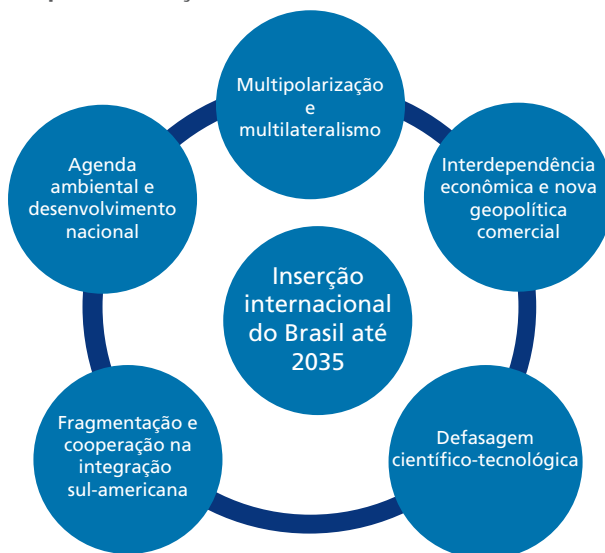 Multipolarização
e
multilateralismo
Interdependência
econômica e nova
geopolítica
comercial
Defasagem
científico-tecnológica
Fragmentação e
cooperação na
integração
sul-americana
Agenda
ambiental e
desenvolvimento
nacional
Inserção
internacional
do Brasil até
2035